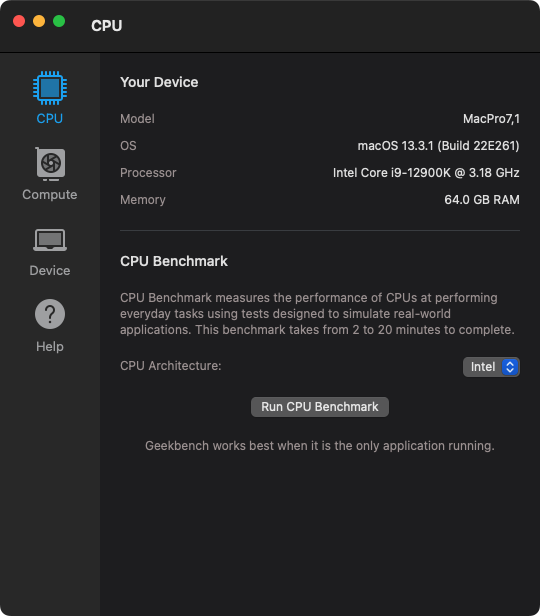 CPU
CPU
Compute
Device
Help
Your Device
Model MacPro7,1
OS macOS 13.3.1 (Build 22E261)
Processor Intel Core i9-12900K @ 3.18 GHz
Memory 64.0 GB RAM
CPU Benchmark
CPU Benchmark measures the performance of CPUs at performing
everyday tasks using tests designed to simulate real-world
applications. This benchmark takes from 2 to 20 minutes to complete.
CPU Architecture: Intel
Run CPU Benchmark
Geekbench works best when it is the only application running.